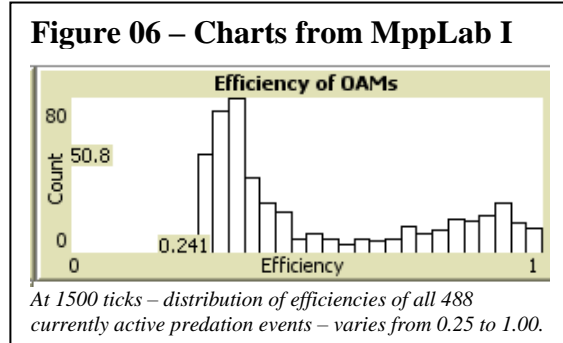 Figure 06 – Charts from MppLab I
Efficiency of OAMs
80
50.8
Count
0
0.241
0
Efficiency
1
At 1500 ticks – distribution of efficiencies of all 488
currently active predation events – varies from 0.25 to 1.00.